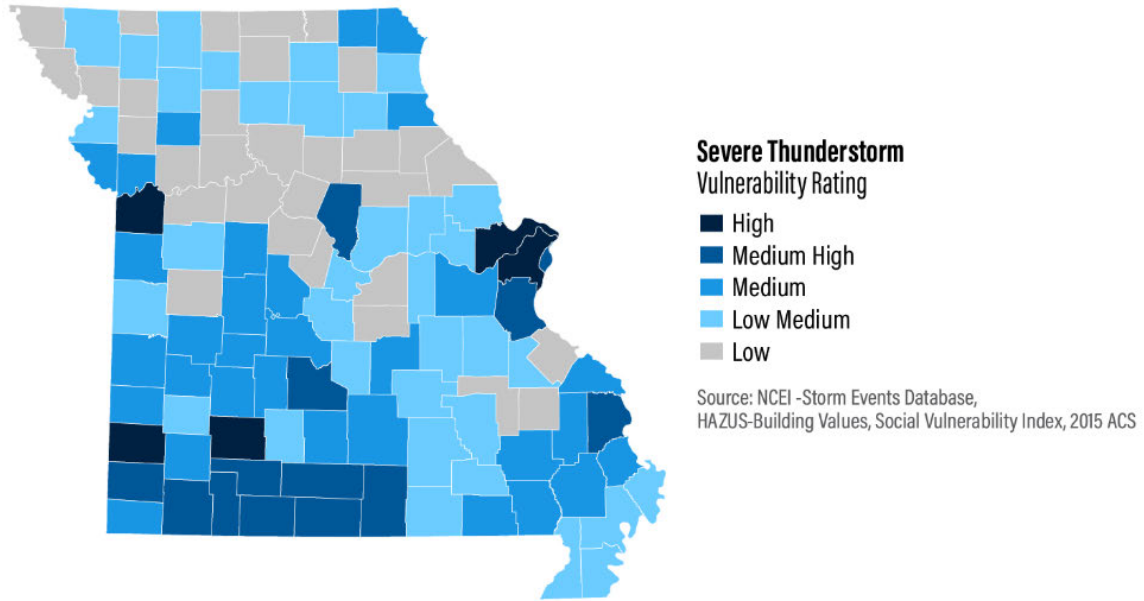 Severe Thunderstorm
Vulnerability Rating
High
Medium High
Medium
Low Medium
Low
Source: NCEI -Storm Events Database,
HAZUS-Building Values, Social Vulnerability Index, 2015 ACS